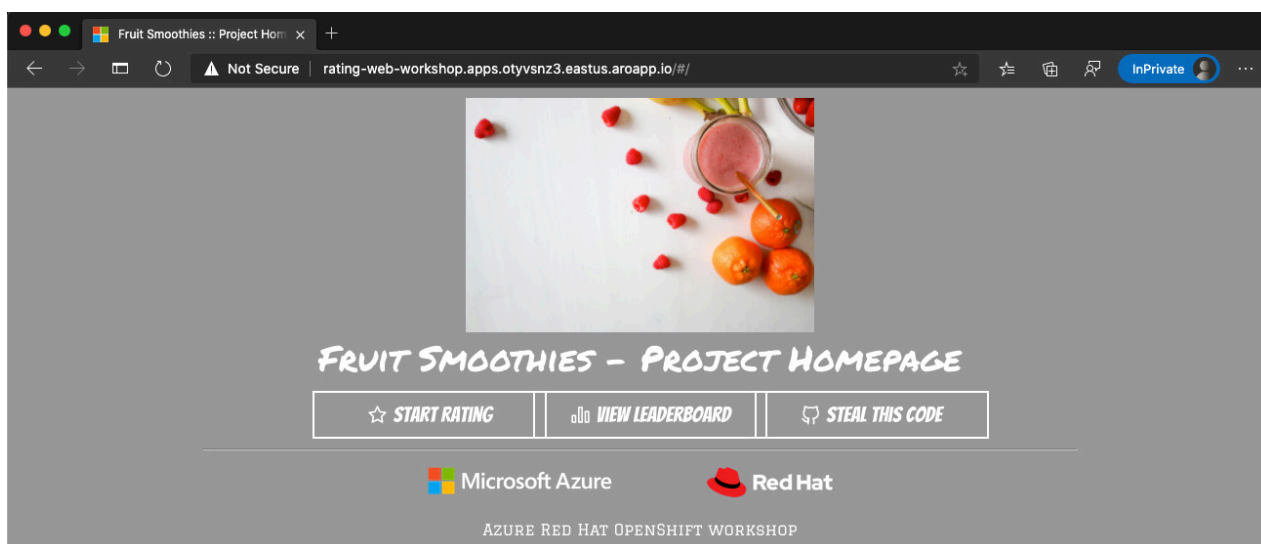 Fruit Smoothies :: Project Hom
Not Secure rating-web-workshop.apps.otyvsnz3.eastus.aroapp.io/#/ InPrivate
FRUIT SMOOTHIES - PROJECT HOMEPAGE
START RATING VIEW LEADERBOARD STEAL THIS CODE
Microsoft Azure Red Hat
AZURE RED HAT OPENSHIFT WORKSHOP